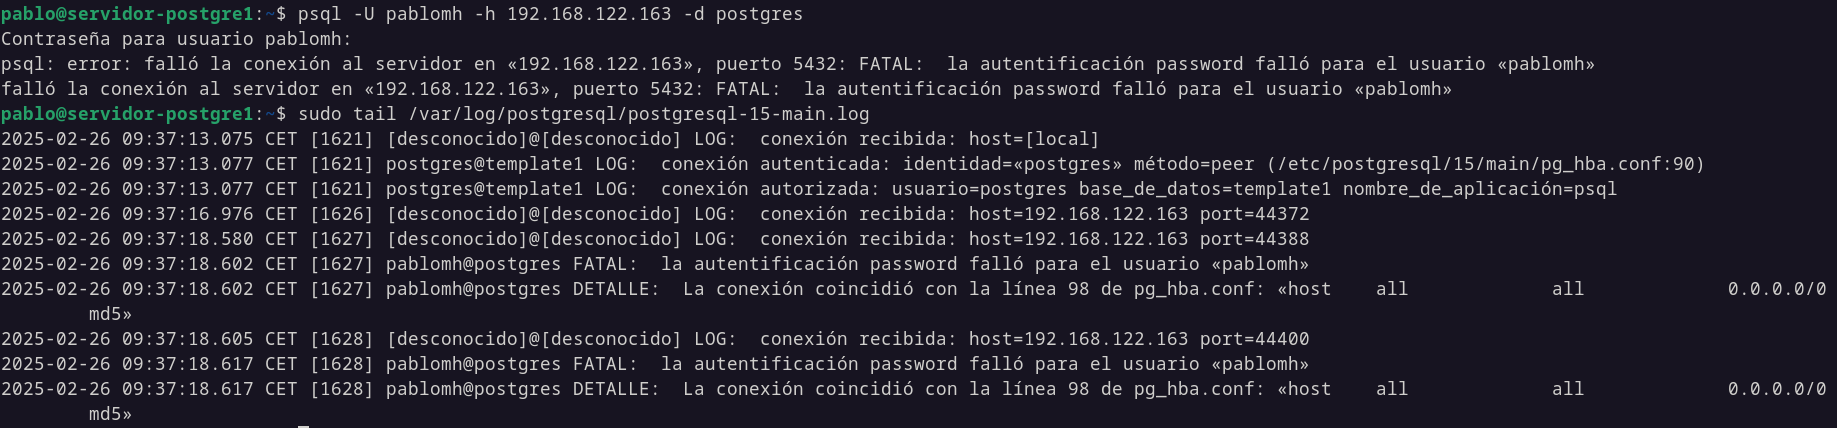 pablo@servidor-postgre1:~$ psql -U pablomh -h 192.168.122.163 -d postgres
Contraseña para usuario pablomh:
psql: error: falló la conexión al servidor en «192.168.122.163», puerto 5432: FATAL:  la autentificación password falló para el usuario «pablomh»
falló la conexión al servidor en «192.168.122.163», puerto 5432: FATAL:  la autentificación password falló para el usuario «pablomh»
pablo@servidor-postgre1:~$ sudo tail /var/log/postgresql/postgresql-15-main.log
2025-02-26 09:37:13.075 CET [1621] [desconocido]@[desconocido] LOG:  conexión recibida: host=[local]
2025-02-26 09:37:13.077 CET [1621] postgres@template1 LOG:  conexión autenticada: identidad=«postgres» método=peer (/etc/postgresql/15/main/pg_hba.conf:90)
2025-02-26 09:37:13.077 CET [1621] postgres@template1 LOG:  conexión autorizada: usuario=postgres base_de_datos=template1 nombre_de_aplicación=psql
2025-02-26 09:37:16.976 CET [1626] [desconocido]@[desconocido] LOG:  conexión recibida: host=192.168.122.163 port=44372
2025-02-26 09:37:18.580 CET [1627] [desconocido]@[desconocido] LOG:  conexión recibida: host=192.168.122.163 port=44388
2025-02-26 09:37:18.602 CET [1627] pablomh@postgres FATAL:  la autentificación password falló para el usuario «pablomh»
2025-02-26 09:37:18.602 CET [1627] pablomh@postgres DETALLE:  La conexión coincidió con la línea 98 de pg_hba.conf: «host    all             all             0.0.0.0/0
        md5»
2025-02-26 09:37:18.605 CET [1628] [desconocido]@[desconocido] LOG:  conexión recibida: host=192.168.122.163 port=44400
2025-02-26 09:37:18.617 CET [1628] pablomh@postgres FATAL:  la autentificación password falló para el usuario «pablomh»
2025-02-26 09:37:18.617 CET [1628] pablomh@postgres DETALLE:  La conexión coincidió con la línea 98 de pg_hba.conf: «host    all             all             0.0.0.0/0
        md5»